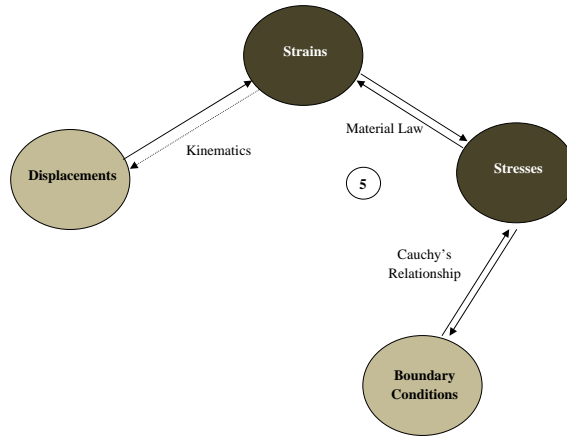 Strains
Material Law
Kinematics
Displacements
Stresses
5
Cauchy's
Relationship
Boundary
Conditions